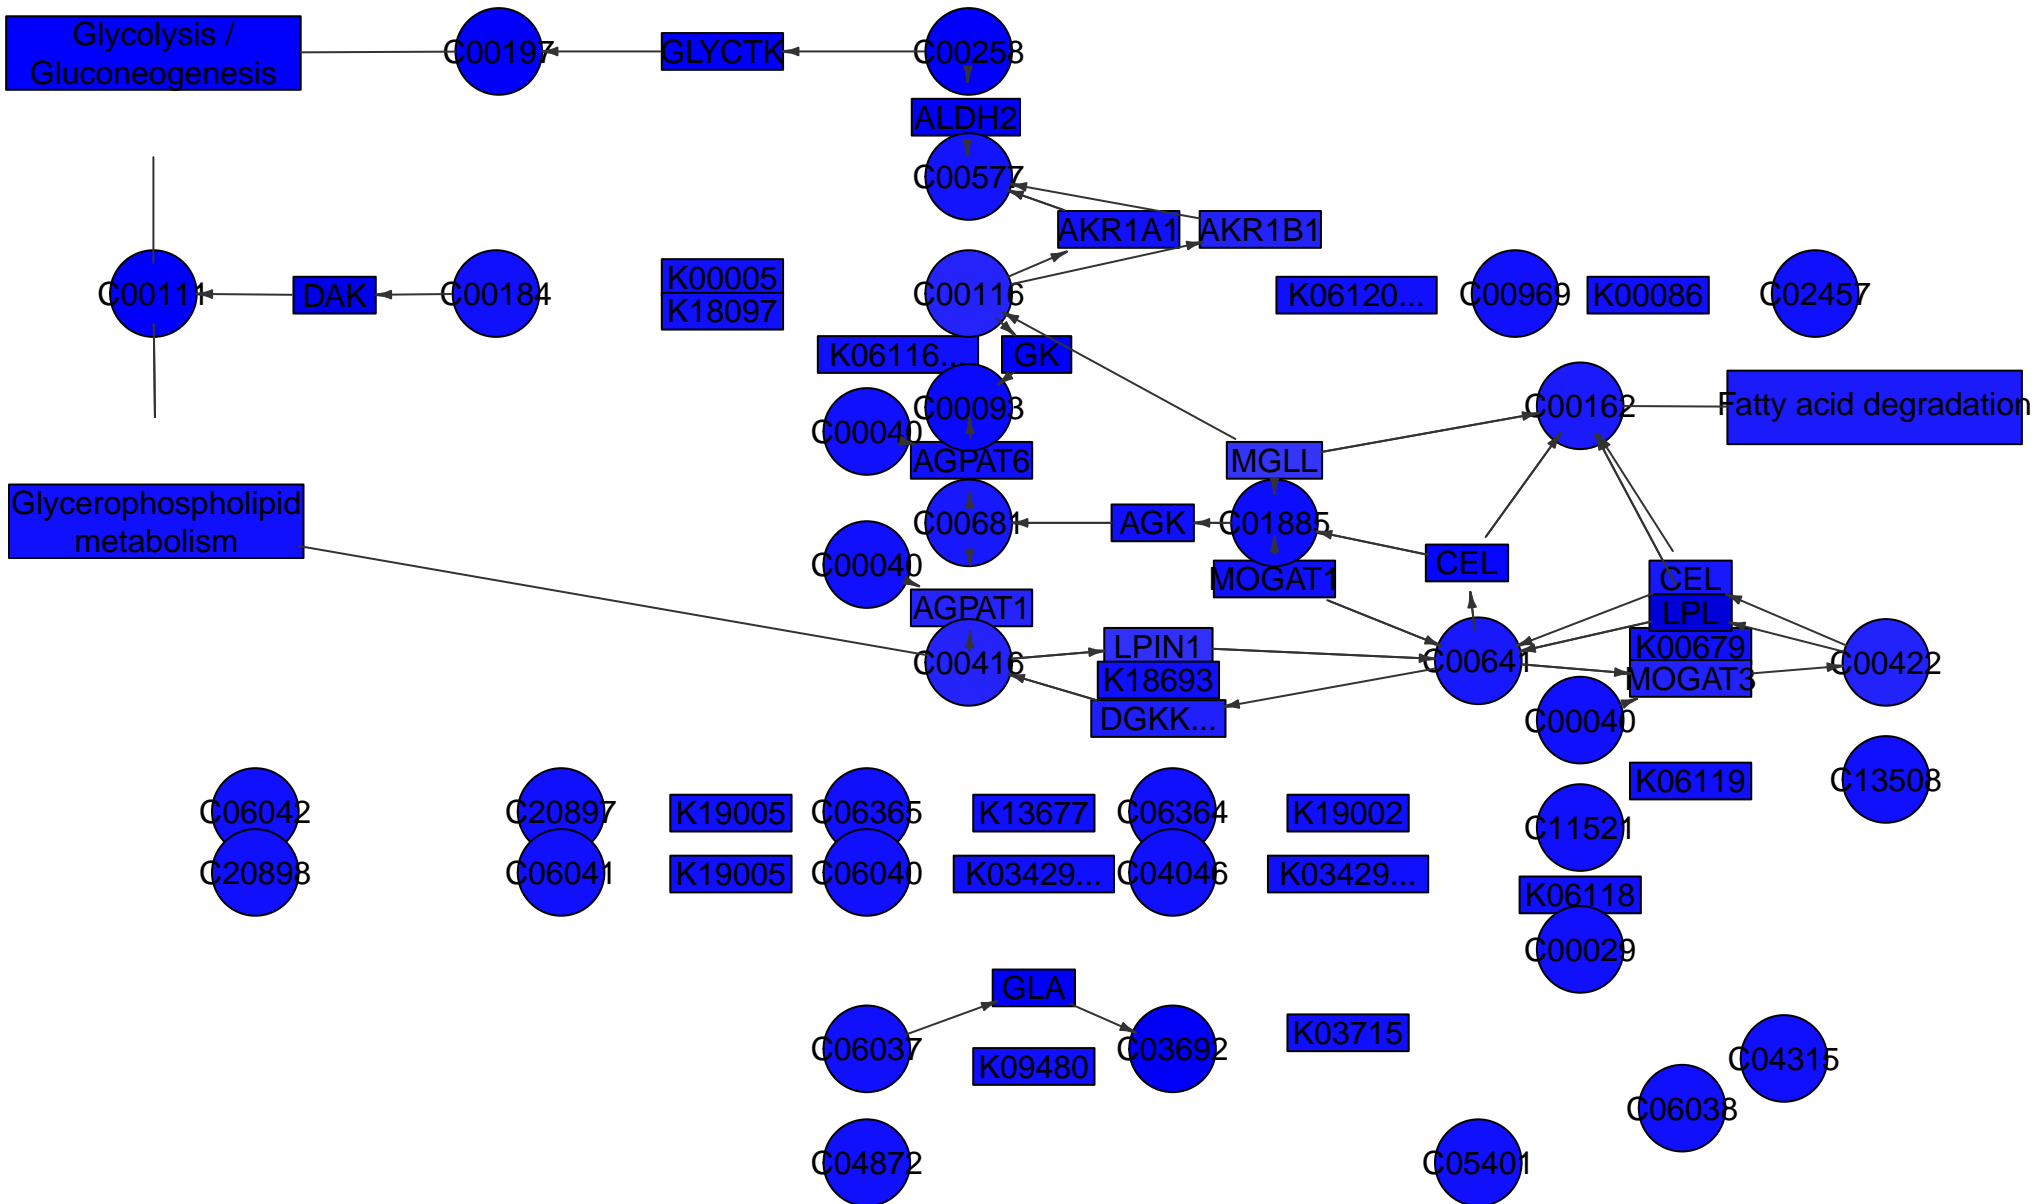 Glycolysis /
Gluconeogenesis
C00197
GLYCTK
C00258
ALDH2
C00577
AKR1A1
AKR1B1
C00111
DAK
C00184
K00005
K18097
C00116
K06120...
C00969
K00086
C02457
K06116...
GK
C00093
C00040
AGPAT6
MGLL
C00162
Fatty acid degradation
Glycerophospholipid
metabolism
C00681
AGK
C01885
C00040
MOGAT1
CEL
CEL
LPL
AGPAT1
C00416
LPIN1
K18693
DGKK...
C00641
K00679
MOGAT3
C00422
C00040
K06119
C13508
C06042
C20897
K19005
C06365
K13677
C06364
K19002
C11521
C20898
C06041
K19005
C06040
K03429...
C04046
K03429...
K06118
C00029
GLA
C06037
K09480
C03692
K03715
C04315
C06038
C04872
C05401